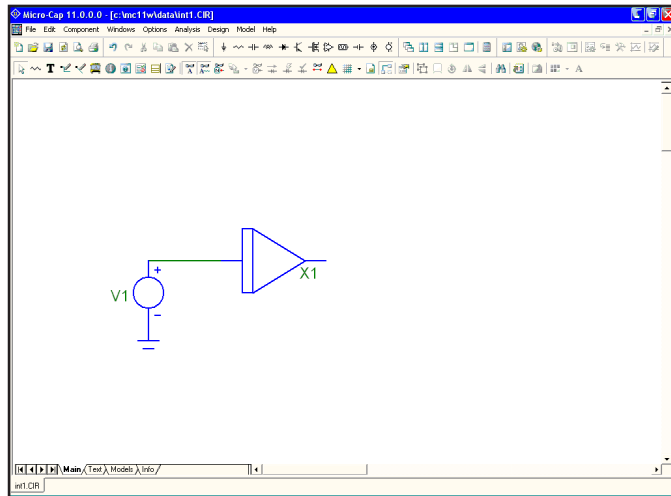 Micro-Cap 11.0.0.0 - [c:\mc11w\data\int1.CIR]
File Edit Component Windows Options Analysis Design Model Help
+
V1
−
X1
Main Text Models Info
int1.CIR